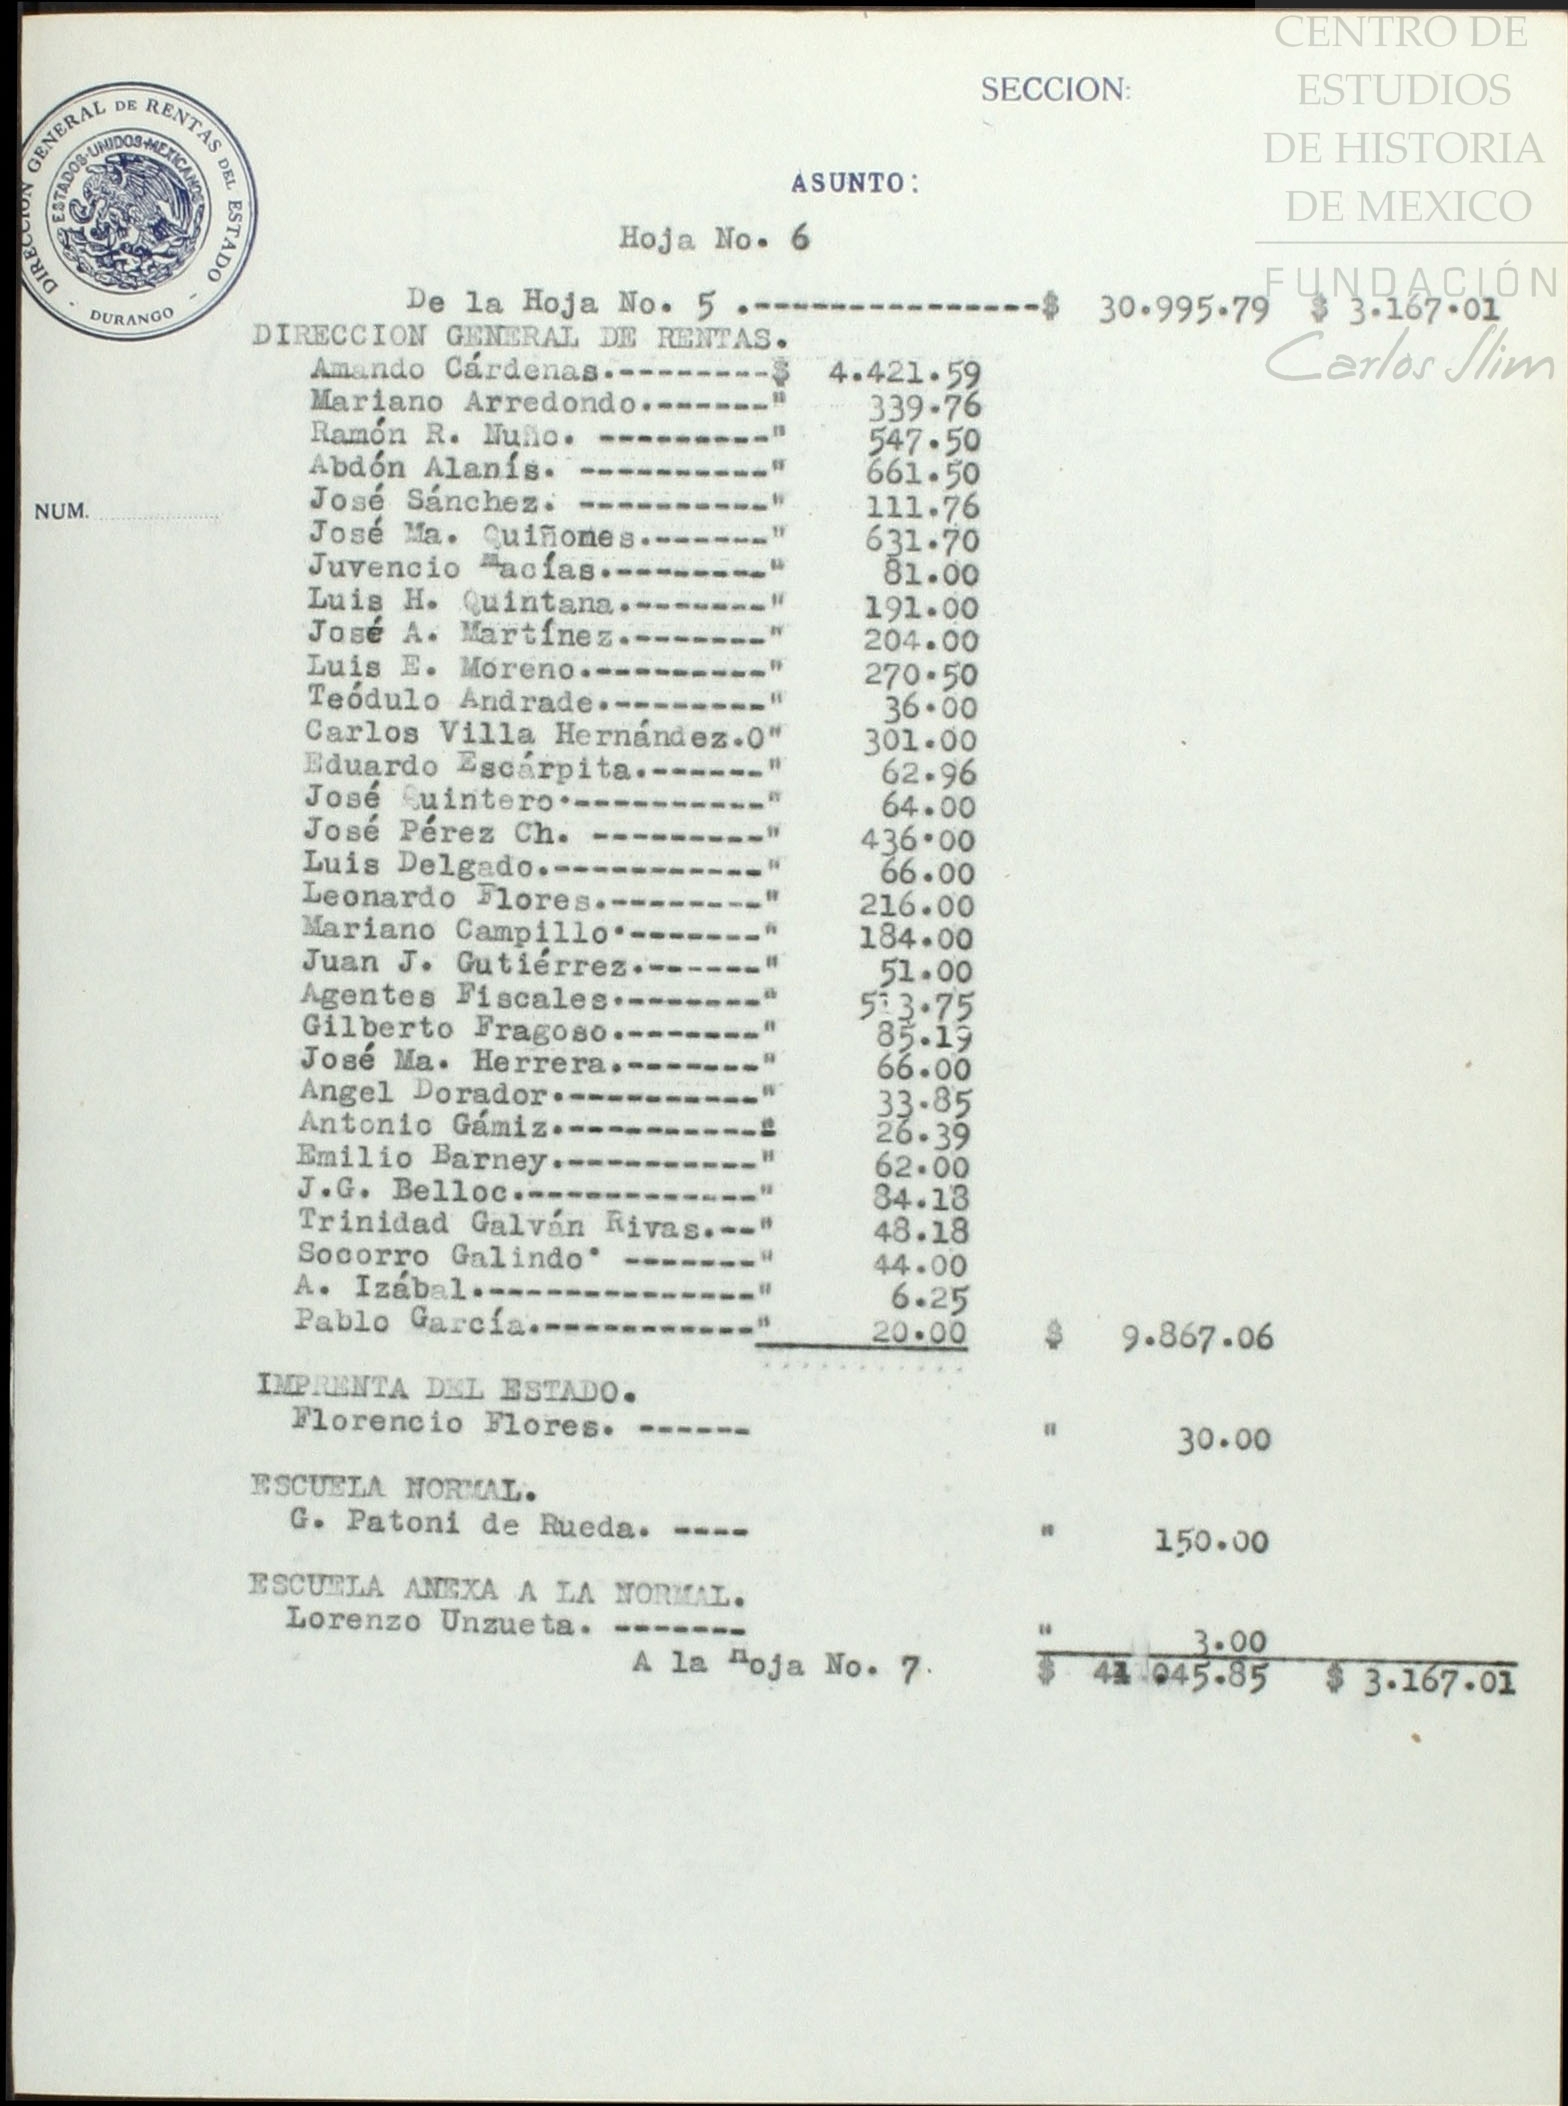 CENTRO DE
ESTUDIOS
DE HISTORIA
DE MEXICO
FUNDACIÓN
Carlos Slim
SECCION:
DIRECCION GENERAL DE RENTAS DEL ESTADO
ESTADOS·UNIDOS·MEXICANOS
- DURANGO -
ASUNTO:
Hoja No. 6
De la Hoja No. 5 .---------------$ 30.995.79 $ 3.167.01
DIRECCION GENERAL DE RENTAS.
Amando Cárdenas.--------$ 4.421.59
Mariano Arredondo.-------" 339.76
Ramón R. Nuño. ---------" 547.50
Abdón Alanís. ----------" 661.50
José Sánchez. ----------" 111.76
NUM.
José Ma. Quiñones.-------" 631.70
Juvencio Macías.---------" 81.00
Luis H. Quintana.--------" 191.00
José A. Martínez.--------" 204.00
Luis E. Moreno.----------" 270.50
Teódulo Andrade.---------" 36.00
Carlos Villa Hernández.0" 301.00
Eduardo Escárpita.-------" 62.96
José Quintero.-----------" 64.00
José Pérez Ch. ---------" 436.00
Luis Delgado.------------" 66.00
Leonardo Flores.---------" 216.00
Mariano Campillo.--------" 184.00
Juan J. Gutiérrez.-------" 51.00
Agentes Fiscales.--------" 513.75
Gilberto Fragoso.--------" 85.19
José Ma. Herrera.--------" 66.00
Angel Dorador.-----------" 33.85
Antonio Gámiz.-----------" 26.39
Emilio Barney.-----------" 62.00
J.G. Belloc.-------------" 84.18
Trinidad Galván Rivas.--" 48.18
Socorro Galindo. -------" 44.00
A. Izábal.---------------" 6.25
Pablo García.------------" 20.00 $ 9.867.06
IMPRENTA DEL ESTADO.
Florencio Flores. ------ " 30.00
ESCUELA NORMAL.
G. Patoni de Rueda. ---- " 150.00
ESCUELA ANEXA A LA NORMAL.
Lorenzo Unzueta. ------- " 3.00
A la Hoja No. 7. $ 41.045.85 $ 3.167.01